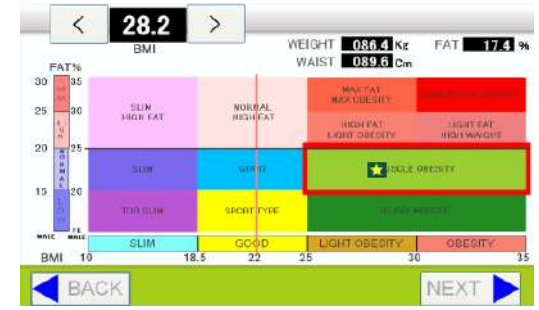 < 28.2 >
BMI
WEIGHT 086.4 Kg FAT 17.4 %
WAIST 089.6 Cm
FAT%
30 35
25 30
20 25
15 20
SLIM
HIGH FAT
NORMAL
HIGH FAT
MAX FAT
MAX OBESITY
HIGH FAT
LIGHT OBESITY
LIGHT FAT
HIGH WAIGHT
NORMAL
SLIM
GOOD
OBESITY
TOO SLIM
SPORT TYPE
MALE
SLIM GOOD LIGHT OBESITY OBESITY
BMI 10 18.5 22 25 30 35
BACK NEXT